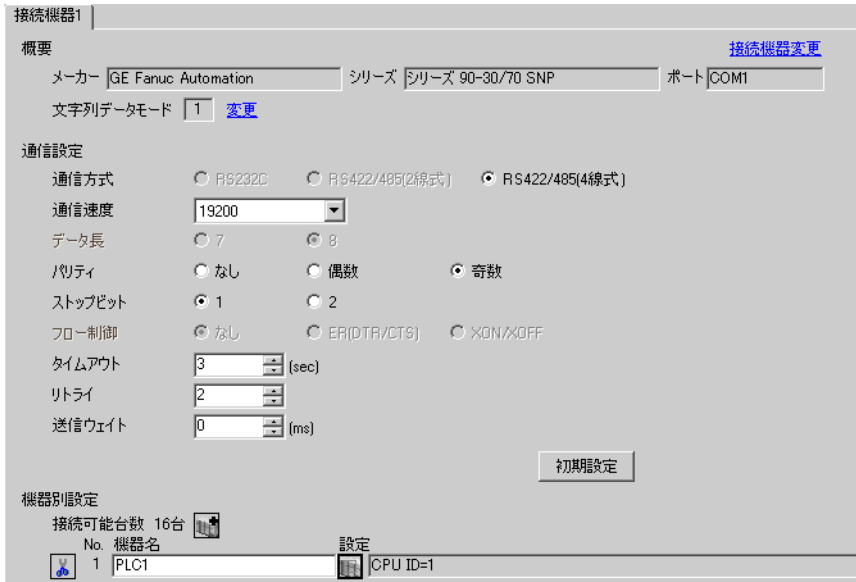 接続機器1
概要 接続機器変更
メーカー GE Fanuc Automation シリーズ シリーズ 90-30/70 SNP ポート COM1
文字列データモード 1 変更
通信設定
通信方式 RS232C RS422/485(2線式) RS422/485(4線式)
通信速度 19200
データ長 7 8
パリティ なし 偶数 奇数
ストップビット 1 2
フロー制御 なし ER(DTR/CTS) XON/XOFF
タイムアウト 3 (sec)
リトライ 2
送信ウェイト 0 (ms)
初期設定
機器別設定
接続可能台数 16台
No. 機器名 設定
1 PLC1 CPU ID=1